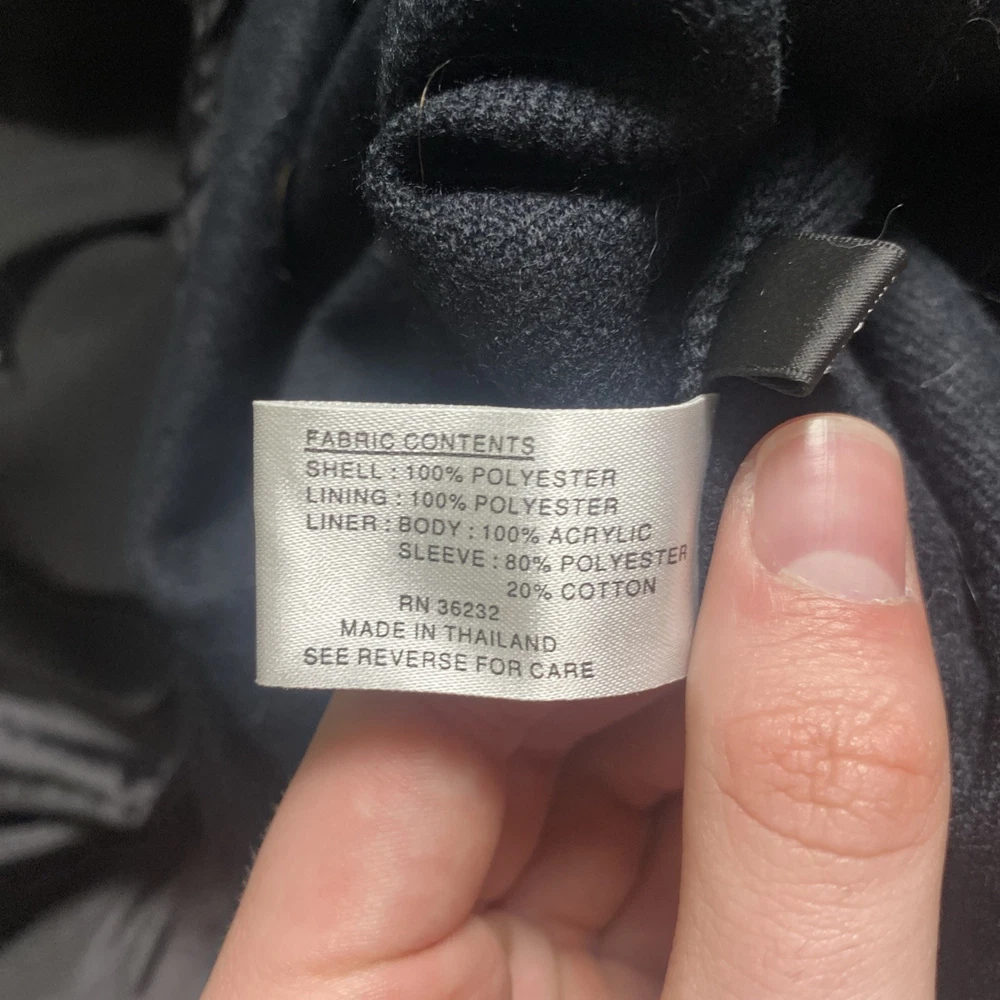 FABRIC CONTENTS
SHELL : 100% POLYESTER
LINING : 100% POLYESTER
LINER : BODY : 100% ACRYLIC
SLEEVE : 80% POLYESTER
20% COTTON
RN 36232
MADE IN THAILAND
SEE REVERSE FOR CARE